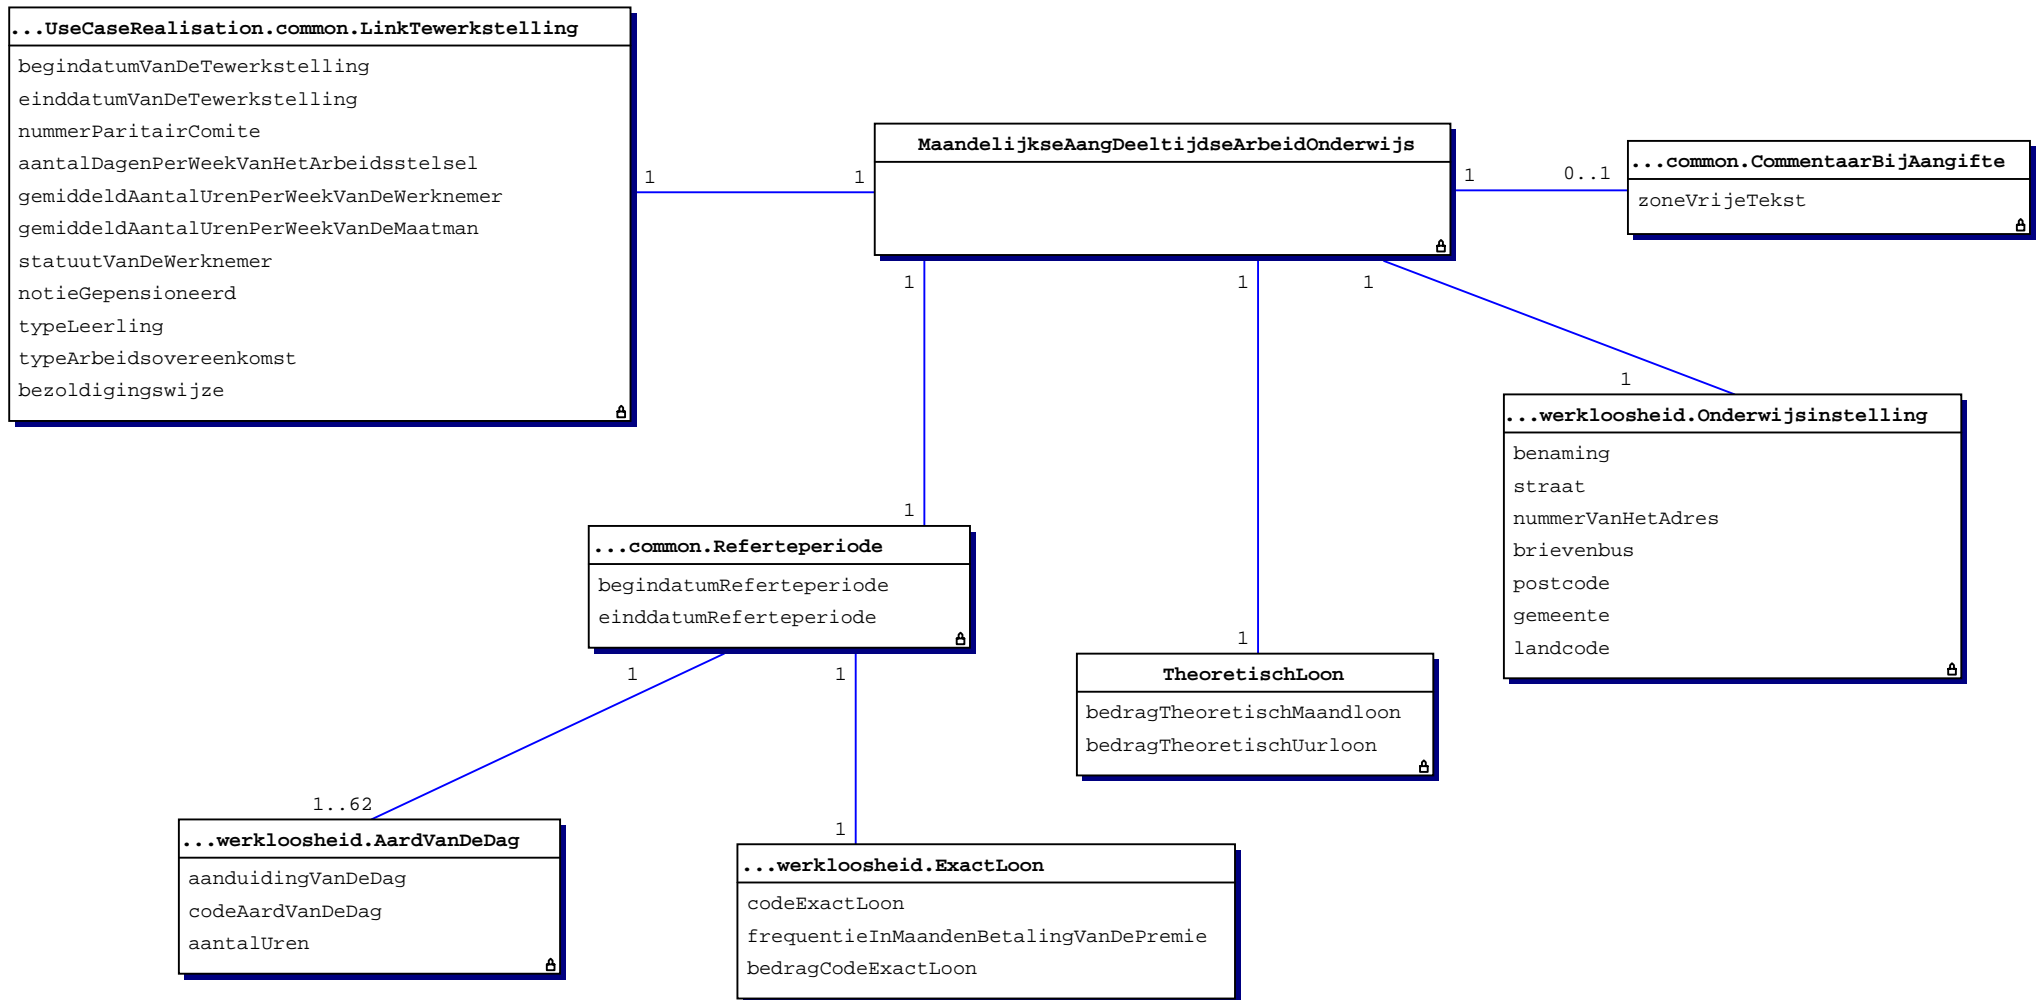 ...UseCaseRealisation.common.LinkTewerkstelling
begindatumVanDeTewerkstelling
einddatumVanDeTewerkstelling
nummerParitairComite
aantalDagenPerWeekVanHetArbeidsstelsel
gemiddeldAantalUrenPerWeekVanDeWerknemer
gemiddeldAantalUrenPerWeekVanDeMaatman
statuutVanDeWerknemer
notieGepensioneerd
typeLeerling
typeArbeidsovereenkomst
bezoldigingswijze
1
1
MaandelijkseAangDeeltijdseArbeidOnderwijs
1
0..1
...common.CommentaarBijAangifte
zoneVrijeTekst
1
1
1
1
...werkloosheid.Onderwijsinstelling
benaming
straat
nummerVanHetAdres
brievenbus
postcode
gemeente
landcode
1
...common.Referteperiode
begindatumReferteperiode
einddatumReferteperiode
1
TheoretischLoon
bedragTheoretischMaandloon
bedragTheoretischUurloon
1
1
1..62
...werkloosheid.AardVanDeDag
aanduidingVanDeDag
codeAardVanDeDag
aantalUren
1
...werkloosheid.ExactLoon
codeExactLoon
frequentieInMaandenBetalingVanDePremie
bedragCodeExactLoon